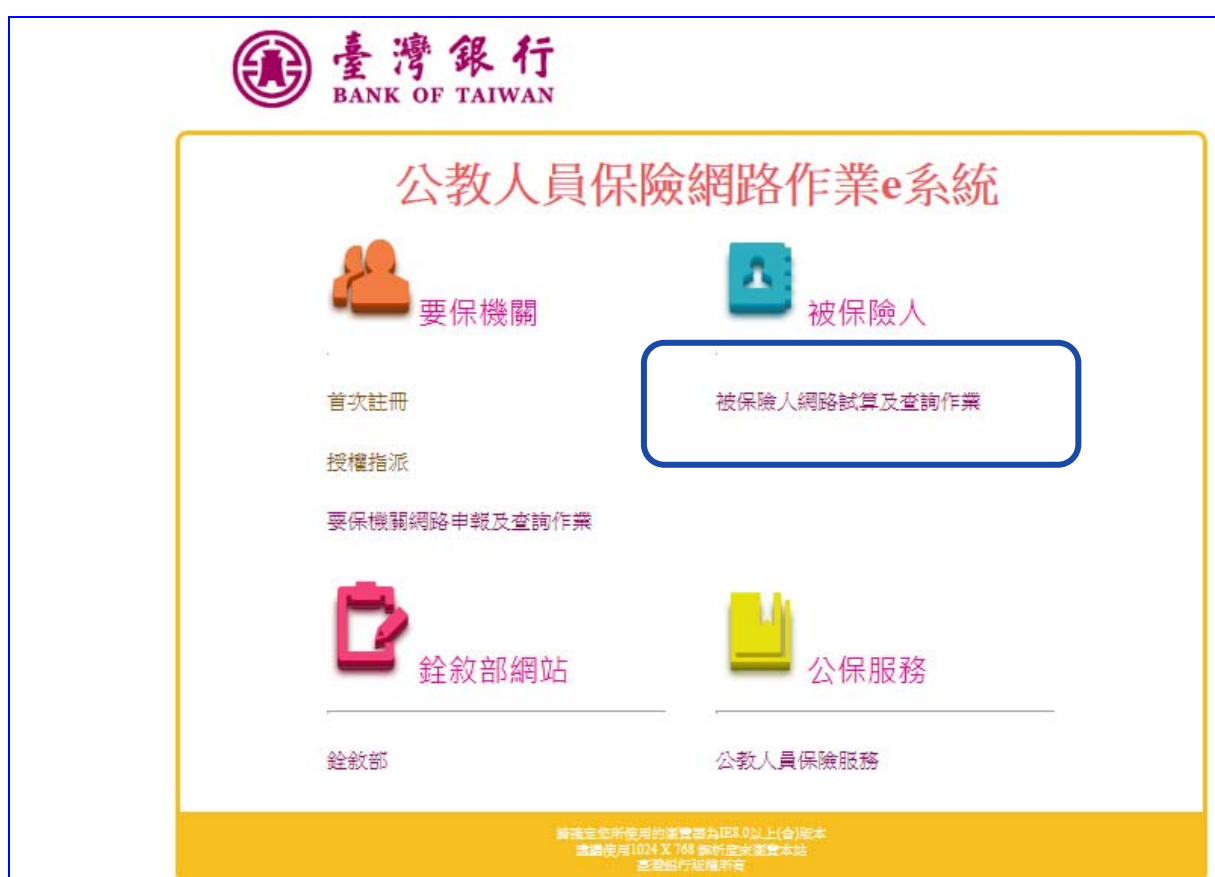 臺灣銀行
BANK OF TAIWAN
公教人員保險網路作業e系統
要保機關
被保險人
首次註冊
被保險人網路試算及查詢作業
授權指派
要保機關網路申報及查詢作業
銓敘部網站
公保服務
銓敘部
公教人員保險服務
請確定您所使用的瀏覽器為IE8.0以上(含)版本
建議使用1024 X 768 解析度來瀏覽本站
臺灣銀行版權所有